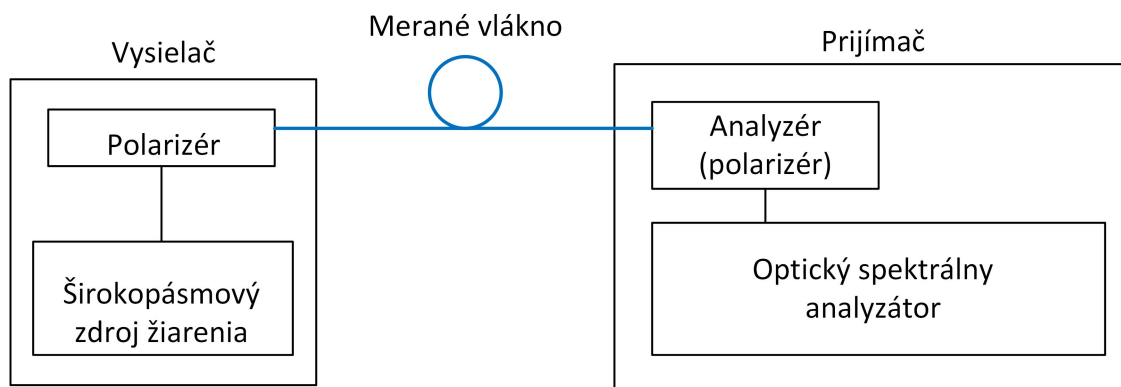 Merané vlákno
Vysielač
Prijímač
Polarizér
Analyzér
(polarizér)
Širokopásmový
zdroj žiarenia
Optický spektrálny
analyzátor